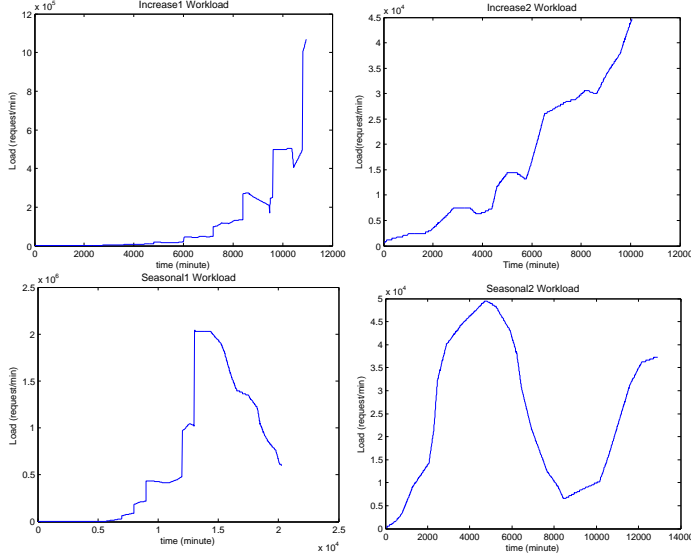 Increase1 Workload
x 10^5
12
10
8
6
4
2
0
0 2000 4000 6000 8000 10000 12000
Load (request/min)
time (minute)
Increase2 Workload
x 10^4
4.5
4
3.5
3
2.5
2
1.5
1
0.5
0
0 2000 4000 6000 8000 10000 12000
Load(request/min)
Time (minute)
Seasonal1 Workload
x 10^6
2.5
2
1.5
1
0.5
0
0 0.5 1 1.5 2 2.5
x 10^4
Load (request/min)
time (minute)
Seasonal2 Workload
x 10^4
5
4.5
4
3.5
3
2.5
2
1.5
1
0.5
0
0 2000 4000 6000 8000 10000 12000 14000
Load (request/min)
time (minute)